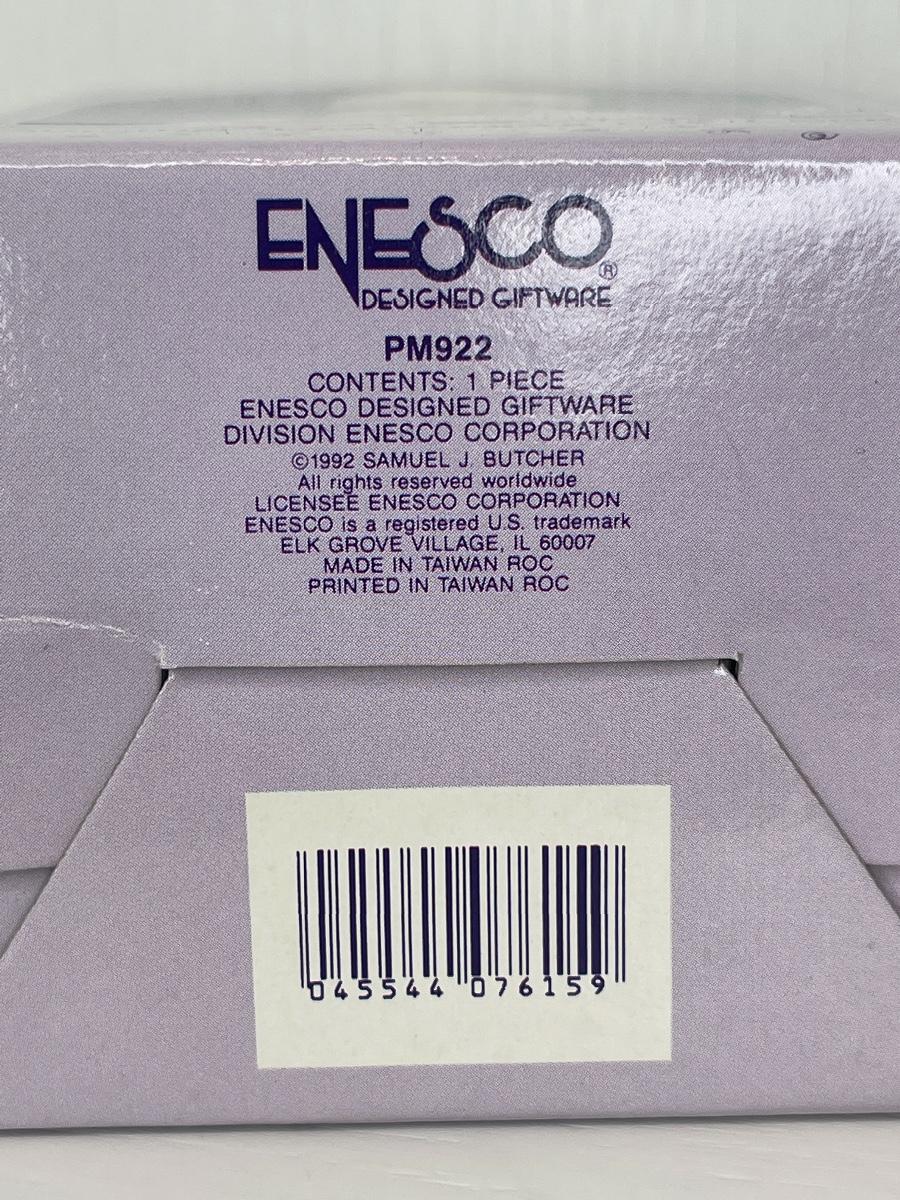 ENESCO®
DESIGNED GIFTWARE
PM922
CONTENTS: 1 PIECE
ENESCO DESIGNED GIFTWARE
DIVISION ENESCO CORPORATION
©1992 SAMUEL J. BUTCHER
All rights reserved worldwide
LICENSEE ENESCO CORPORATION
ENESCO is a registered U.S. trademark
ELK GROVE VILLAGE, IL 60007
MADE IN TAIWAN ROC
PRINTED IN TAIWAN ROC
045544 076159